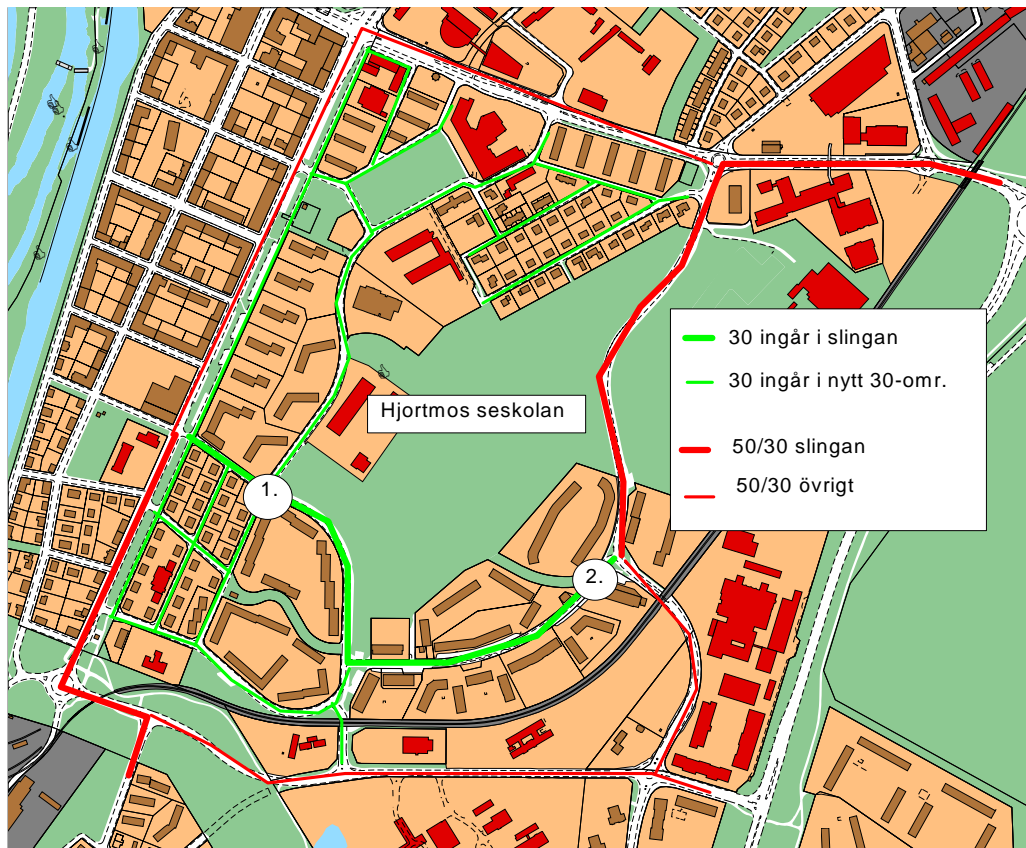 30 ingår i slingan
30 ingår i nytt 30-omr.
Hjortmos seskolan
50/30 slingan
50/30 övrigt
1.
2.